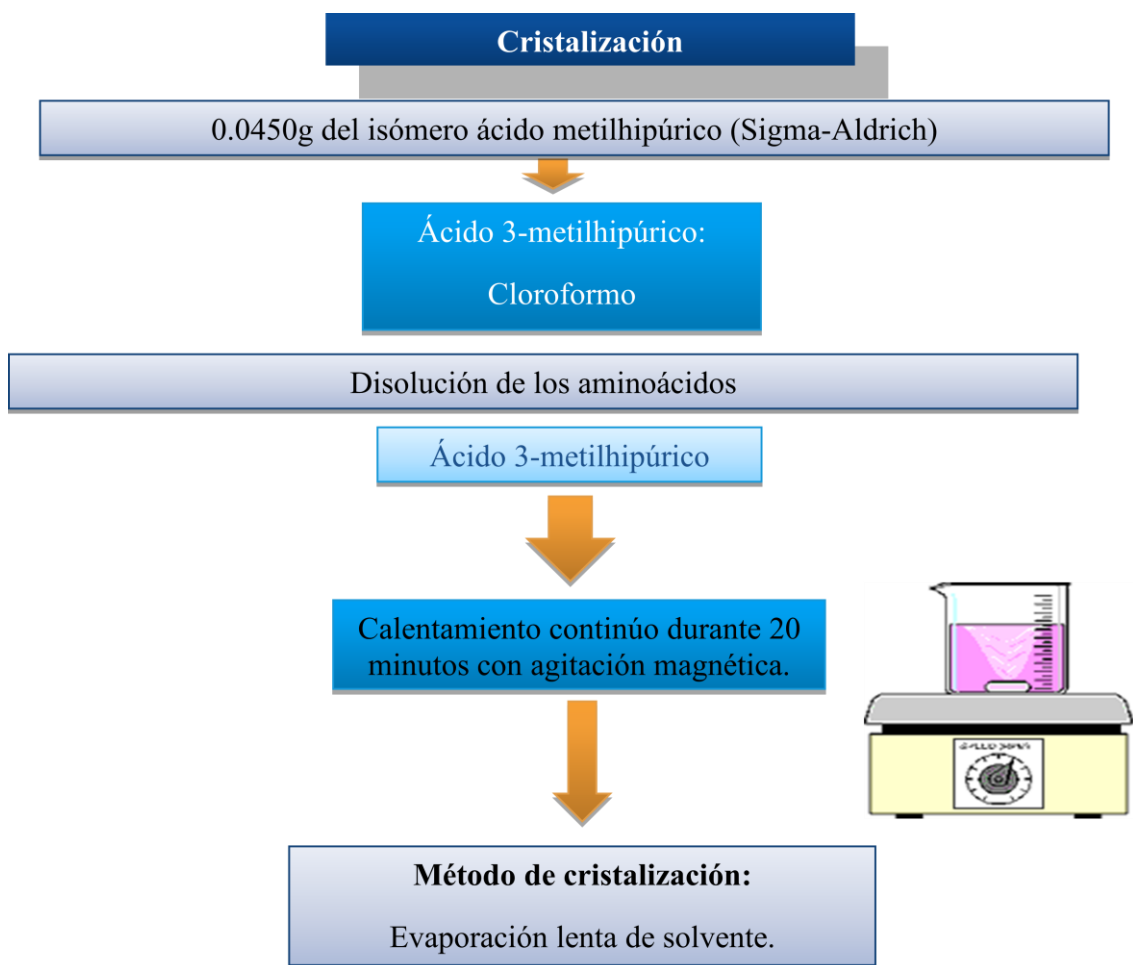 Cristalización
0.0450g del isómero ácido metilhipúrico (Sigma-Aldrich)
Ácido 3-metilhipúrico:
Cloroformo
Disolución de los aminoácidos
Ácido 3-metilhipúrico
Calentamiento continúo durante 20
minutos con agitación magnética.
Método de cristalización:
Evaporación lenta de solvente.